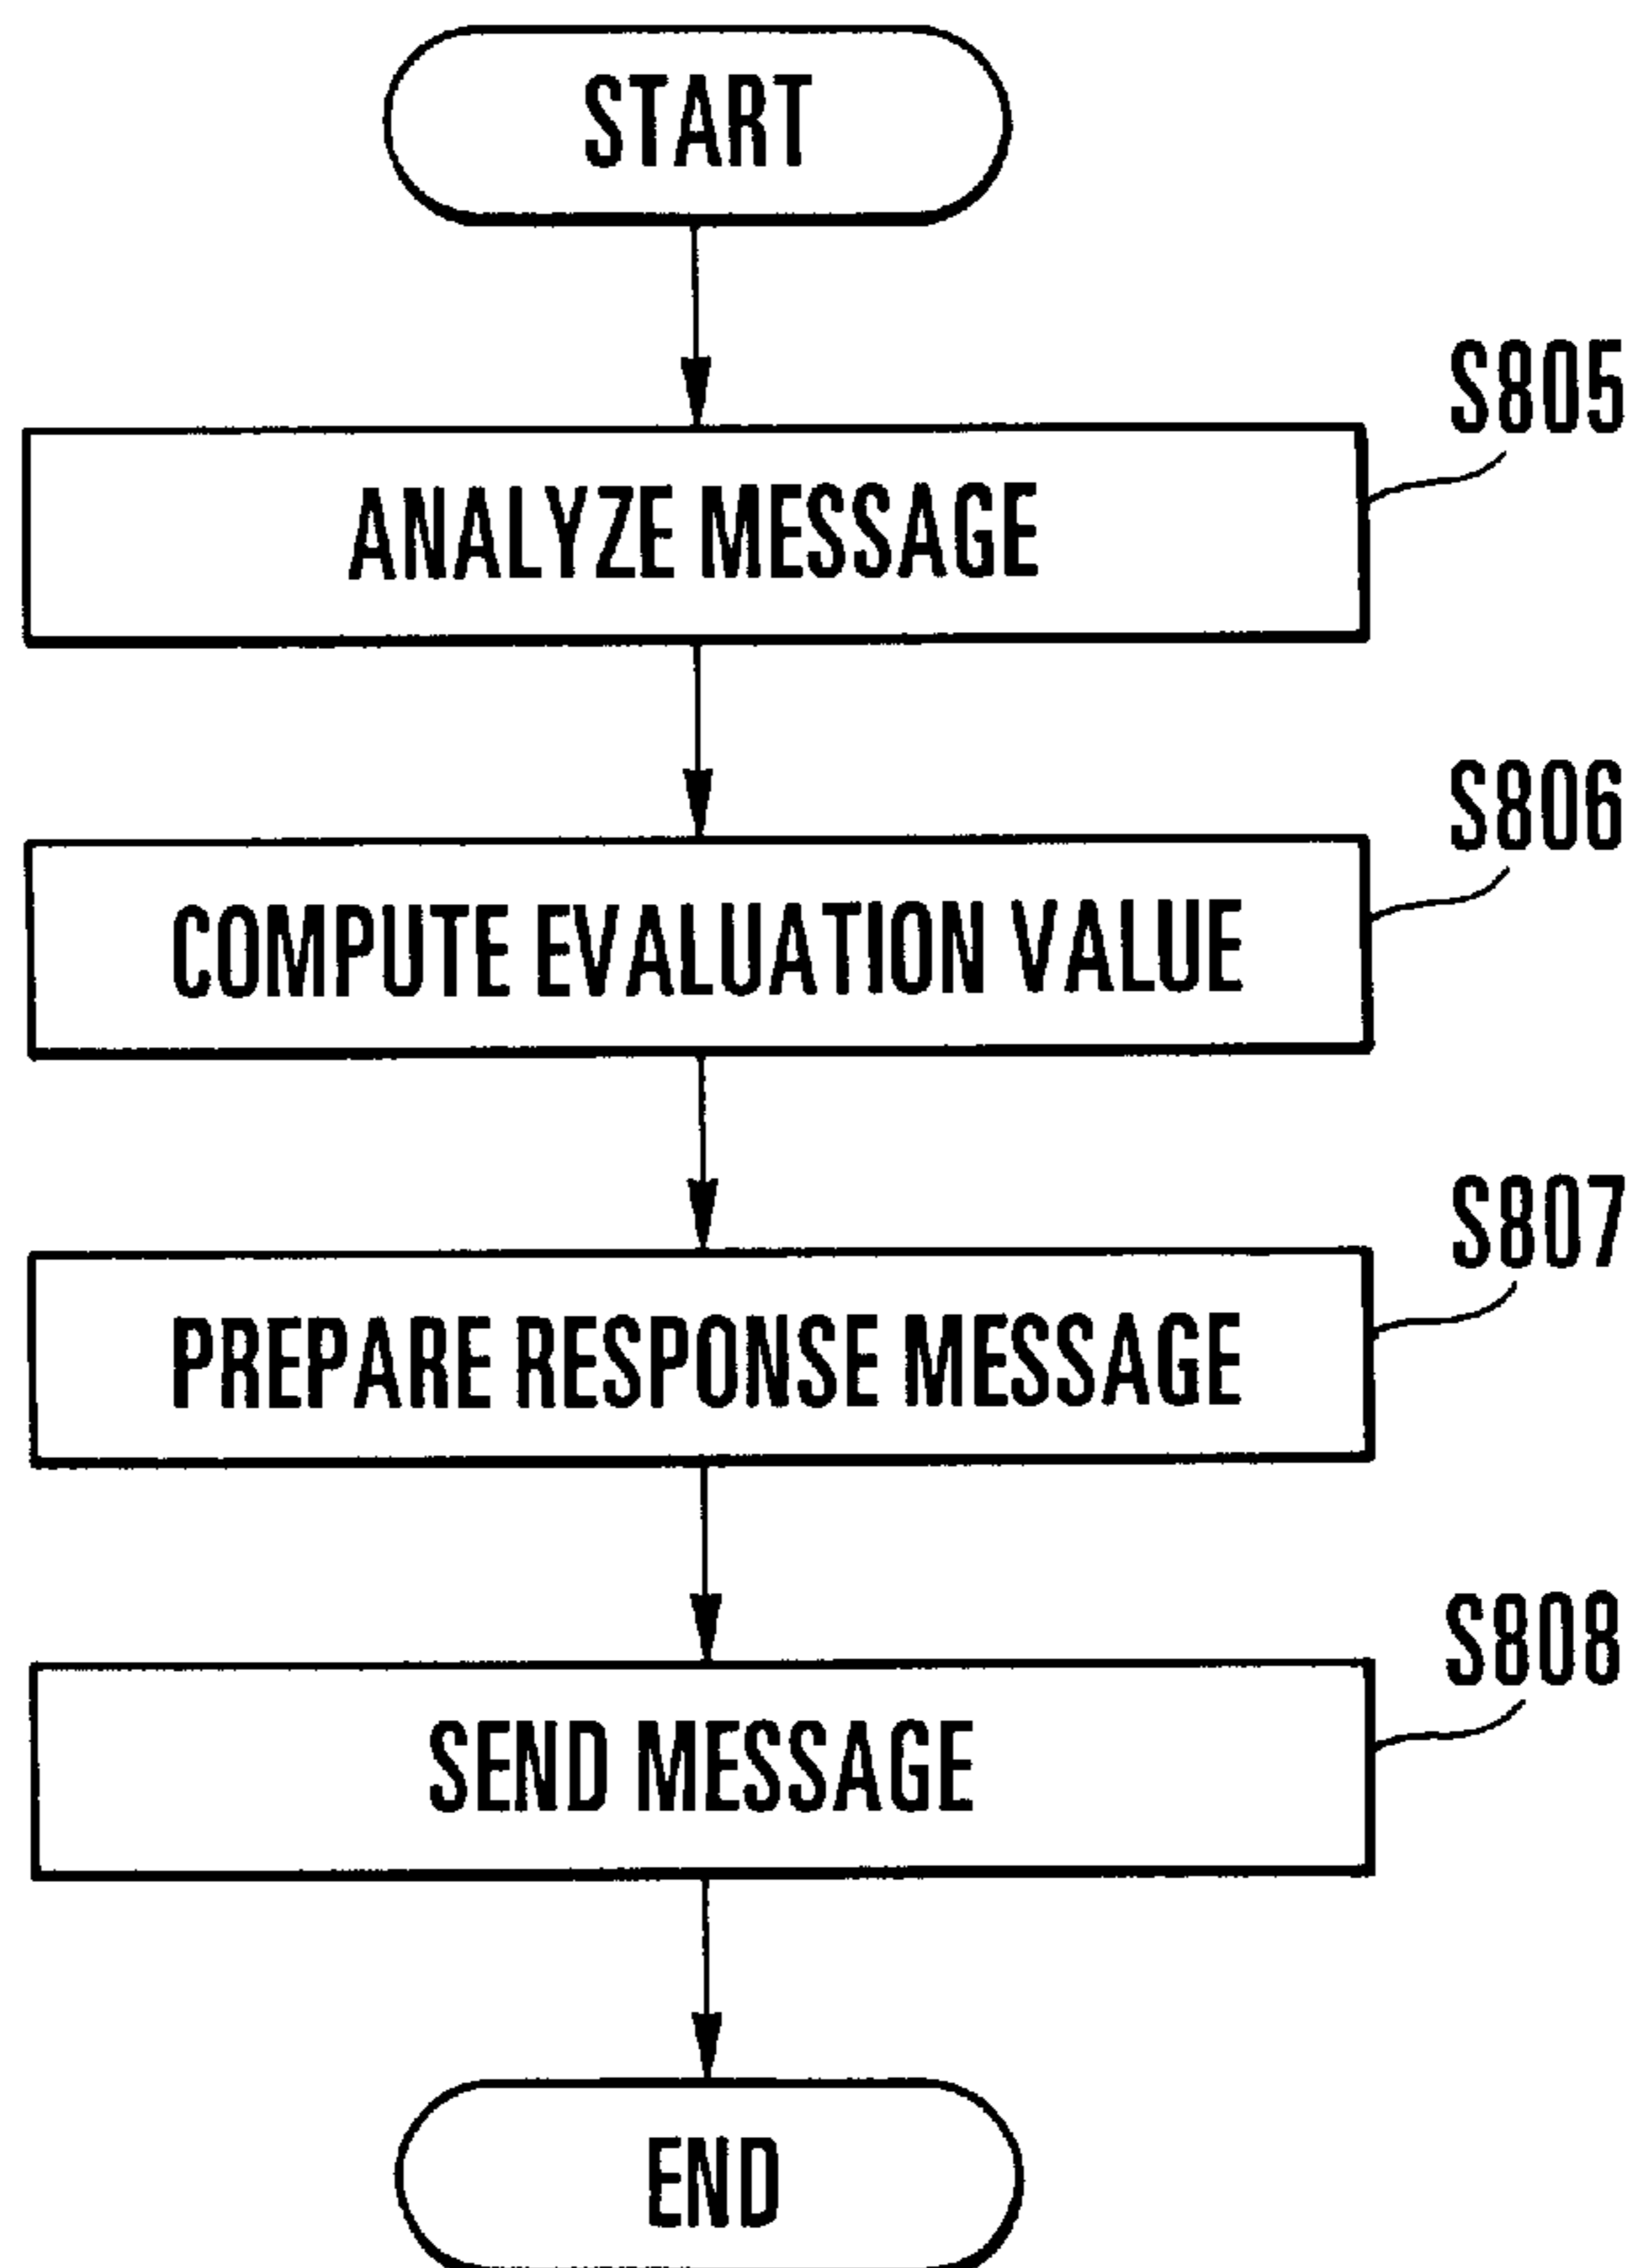 START
S805
ANALYZE MESSAGE
S806
COMPUTE EVALUATION VALUE
S807
PREPARE RESPONSE MESSAGE
S808
SEND MESSAGE
END